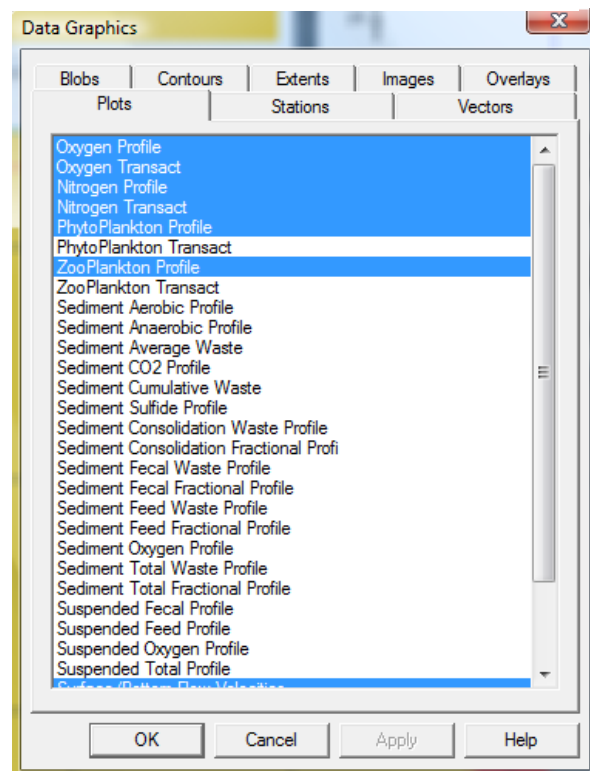 Data Graphics
Blobs Contours Extents Images Overlays
Plots Stations Vectors
Oxygen Profile
Oxygen Transact
Nitrogen Profile
Nitrogen Transact
PhytoPlankton Profile
PhytoPlankton Transact
ZooPlankton Profile
ZooPlankton Transact
Sediment Aerobic Profile
Sediment Anaerobic Profile
Sediment Average Waste
Sediment CO2 Profile
Sediment Cumulative Waste
Sediment Sulfide Profile
Sediment Consolidation Waste Profile
Sediment Consolidation Fractional Profi
Sediment Fecal Waste Profile
Sediment Fecal Fractional Profile
Sediment Feed Waste Profile
Sediment Feed Fractional Profile
Sediment Oxygen Profile
Sediment Total Waste Profile
Sediment Total Fractional Profile
Suspended Fecal Profile
Suspended Feed Profile
Suspended Oxygen Profile
Suspended Total Profile
Surface/Bottom Flow Velocities
OK Cancel Apply Help